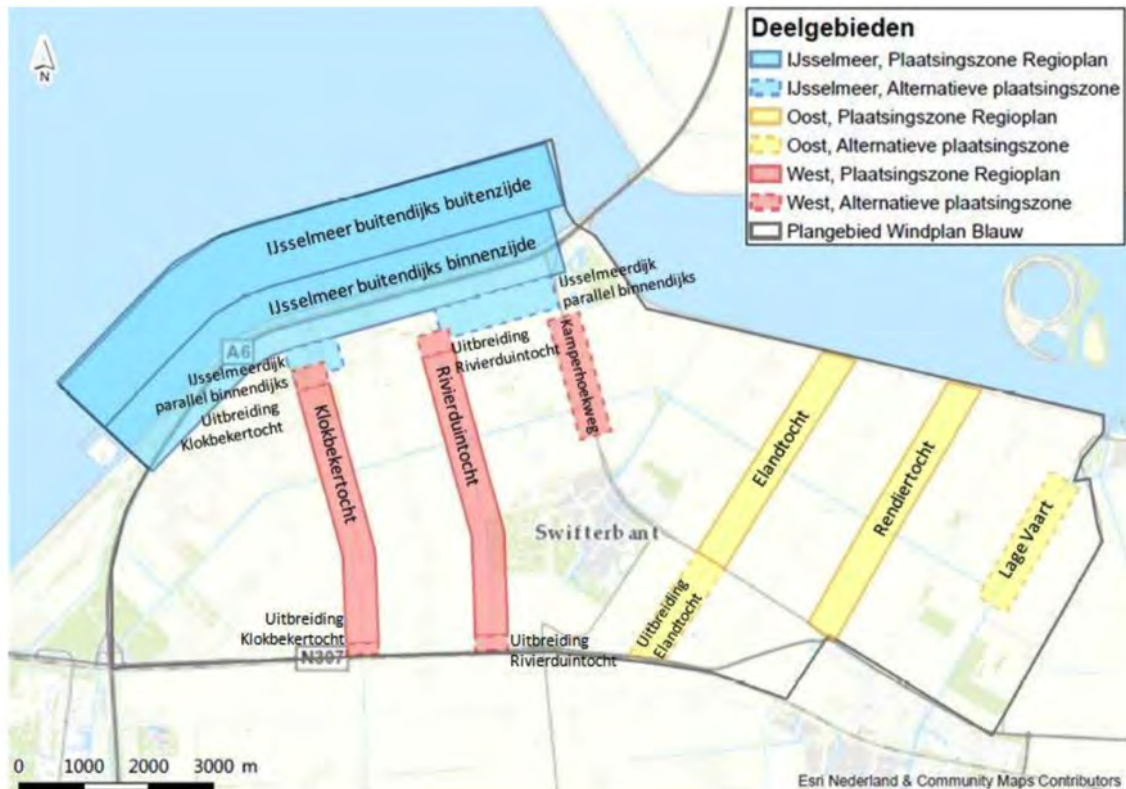 N
Deelgebieden
IJsselmeer, Plaatsingszone Regioplan
IJsselmeer, Alternatieve plaatsingszone
Oost, Plaatsingszone Regioplan
Oost, Alternatieve plaatsingszone
West, Plaatsingszone Regioplan
West, Alternatieve plaatsingszone
Plangebied Windplan Blauw
IJsselmeer buitendijks buitenzijde
IJsselmeer buitendijks binnenzijde
IJsselmeerdijk
parallel binnendijks
A6
IJsselmeerdijk
parallel binnendijks
Uitbreiding
Klokbekertocht
Uitbreiding
Rivierduintocht
Kamperhoekweg
Klokbekertocht
Rivierduintocht
Elandtocht
Rendiertocht
Lage Vaart
Swifterbant
Uitbreiding
Elandtocht
Uitbreiding
Klokbekertocht
Uitbreiding
Rivierduintocht
N307
0 1000 2000 3000 m
Esri Nederland & Community Maps Contributors